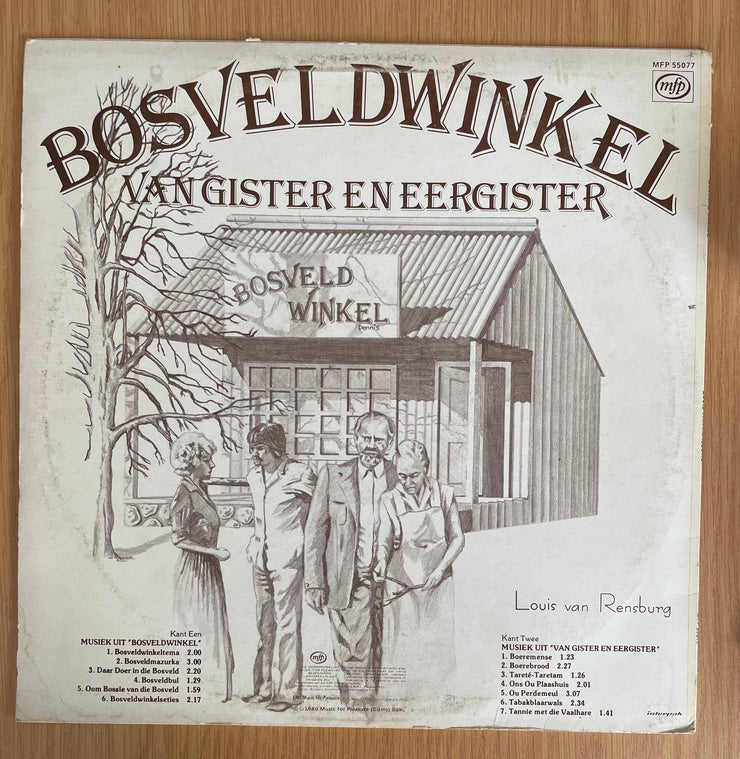 MFP 55077
mfp
BOSVELDWINKEL
VAN GISTER EN EERGISTER
BOSVELD
WINKEL
Dennis
Louis van Rensburg
Kant Een
MUSIEK UIT "BOSVELDWINKEL"
1. Bosveldwinkeltema 2.00
2. Bosveldmazurka 3.00
3. Daar Doer in die Bosveld 2.20
4. Bosveldbul 1.29
5. Oom Bossie van die Bosveld 1.59
6. Bosveldwinkelseties 2.17
mfp
1980 Music for Pleasure (Edms) Bpk.
Kant Twee
MUSIEK UIT "VAN GISTER EN EERGISTER"
1. Boeremense 1.23
2. Boerebrood 2.27
3. Tareté-Taretam 1.26
4. Ons Ou Plaashuis 2.01
5. Ou Perdemeul 3.07
6. Tabakblaarwals 2.34
7. Tannie met die Vaalhare 1.41